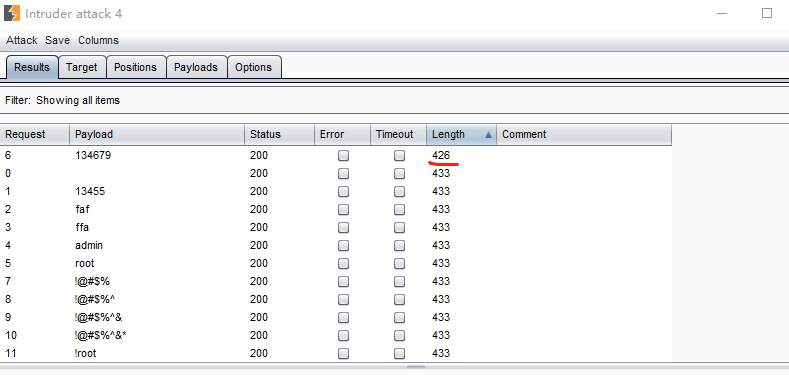 Intruder attack 4
Attack Save Columns
Results Target Positions Payloads Options
Filter: Showing all items
Request Payload Status Error Timeout Length Comment
6 134679 200 426
0 200 433
1 13455 200 433
2 faf 200 433
3 ffa 200 433
4 admin 200 433
5 root 200 433
7 !@#$% 200 433
8 !@#$%^ 200 433
9 !@#$%^& 200 433
10 !@#$%^&* 200 433
11 !root 200 433